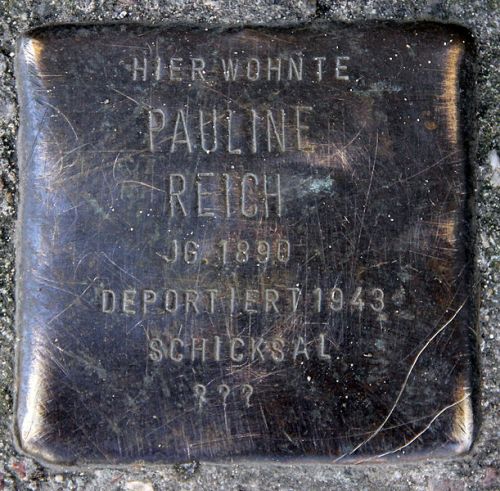 HIER WOHNTE
PAULINE
REICH
JG. 1890
DEPORTIERT 1943
SCHICKSAL
???